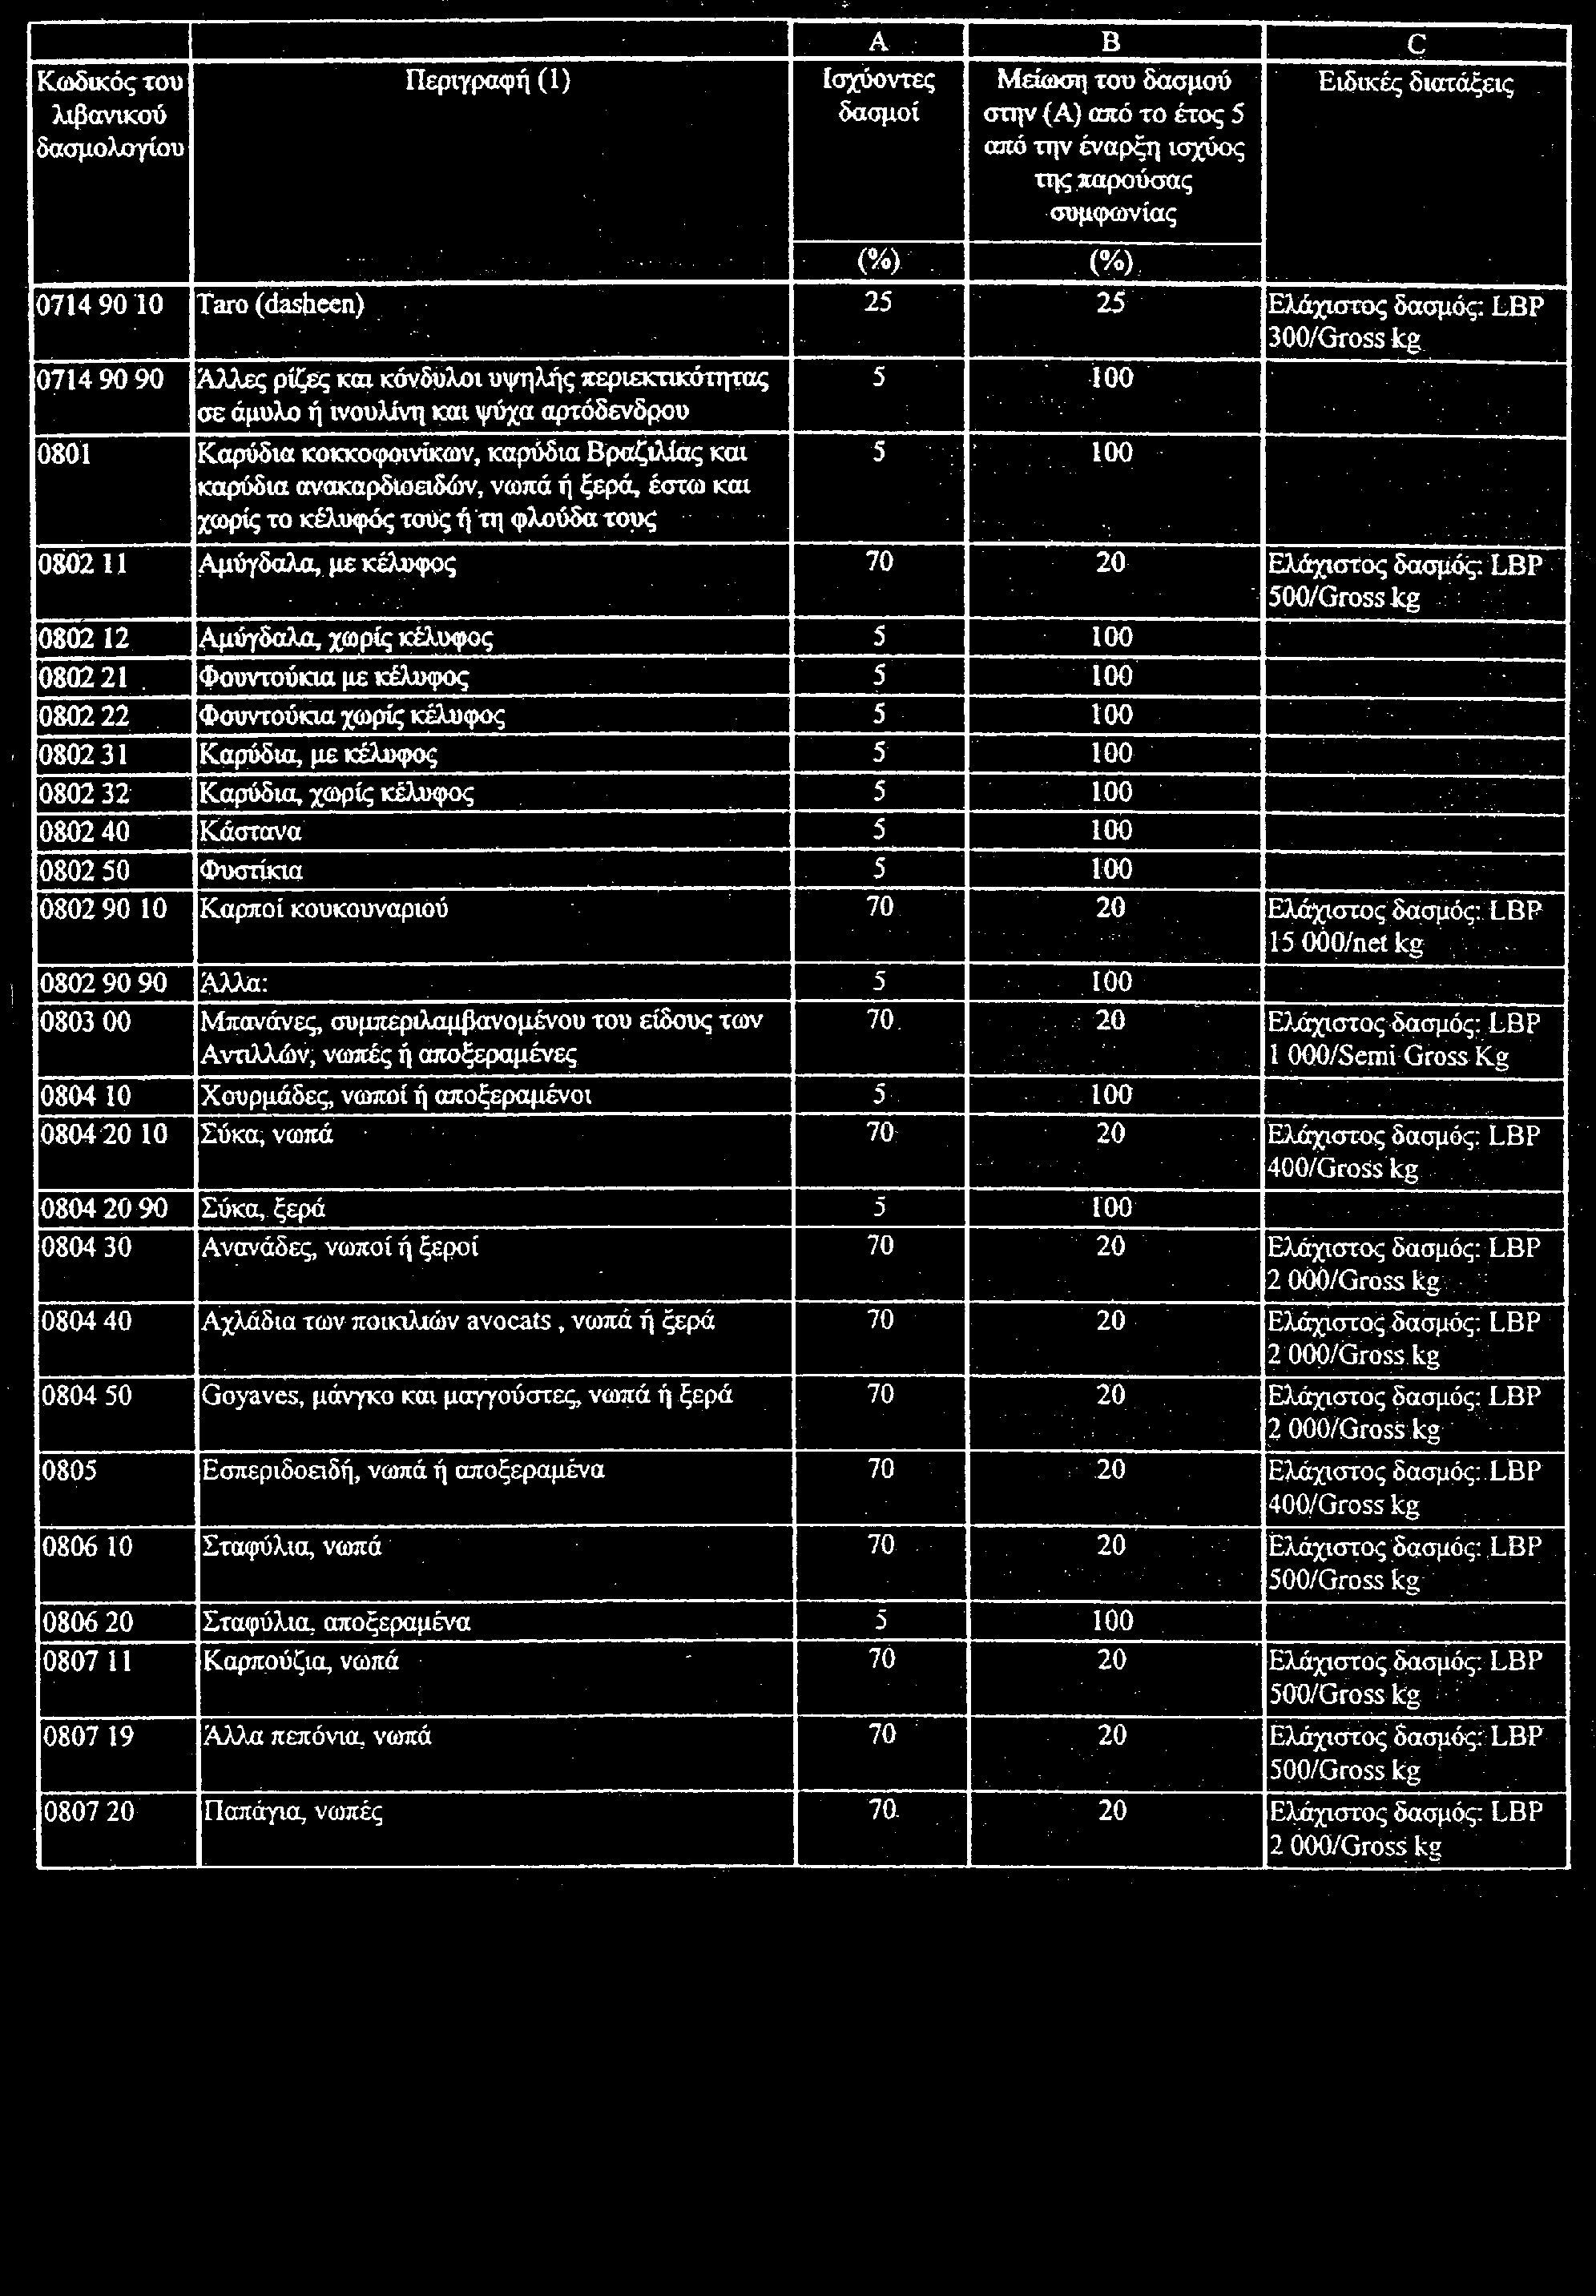 A B C
Κωδικός του Περιγραφή (1) Ισχύοντες Μείωση του δασμού Ειδικές διατάξεις
λιβανικού δασμοί στην (Α) από το έτος 5
δασμολογίου από την έναρξη ισχύος
της παρούσας
συμφωνίας
(%) (%)
0714 90 10 Taro (dasheen) 25 25 Ελάχιστος δασμός: LBP
300/Gross kg
0714 90 90 Άλλες ρίζες και κόνδυλοι υψηλής περιεκτικότητας 5 100
σε άμυλο ή ινουλίνη και ψύχα αρτόδενδρου
0801 Καρύδια κοκκοφοινίκων, καρύδια Βραζιλίας και 5 100
καρύδια ανακαρδιοειδών, νωπά ή ξερά, έστω και
χωρίς το κέλυφός τους ή τη φλούδα τους
0802 11 Αμύγδαλα, με κέλυφος 70 20 Ελάχιστος δασμός: LBP
500/Gross kg
0802 12 Αμύγδαλα, χωρίς κέλυφος 5 100
0802 21 Φουντούκια με κέλυφος 5 100
0802 22 Φουντούκια χωρίς κέλυφος 5 100
0802 31 Καρύδια, με κέλυφος 5 100
0802 32 Καρύδια, χωρίς κέλυφος 5 100
0802 40 Κάστανα 5 100
0802 50 Φυστίκια 5 100
0802 90 10 Καρποί κουκουναριού 70 20 Ελάχιστος δασμός: LBP
15 000/net kg
0802 90 90 Άλλα: 5 100
0803 00 Μπανάνες, συμπεριλαμβανομένου του είδους των 70 20 Ελάχιστος δασμός: LBP
Αντιλλών, νωπές ή αποξεραμένες 1 000/Semi Gross Kg
0804 10 Χουρμάδες, νωποί ή αποξεραμένοι 5 100
0804 20 10 Σύκα, νωπά 70 20 Ελάχιστος δασμός: LBP
400/Gross kg
0804 20 90 Σύκα, ξερά 5 100
0804 30 Ανανάδες, νωποί ή ξεροί 70 20 Ελάχιστος δασμός: LBP
2 000/Gross kg
0804 40 Αχλάδια των ποικιλιών avocats , νωπά ή ξερά 70 20 Ελάχιστος δασμός: LBP
2 000/Gross kg
0804 50 Goyaves, μάνγκο και μαγγούστες, νωπά ή ξερά 70 20 Ελάχιστος δασμός: LBP
2 000/Gross kg
0805 Εσπεριδοειδή, νωπά ή αποξεραμένα 70 20 Ελάχιστος δασμός: LBP
400/Gross kg
0806 10 Σταφύλια, νωπά 70 20 Ελάχιστος δασμός: LBP
500/Gross kg
0806 20 Σταφύλια, αποξεραμένα 5 100
0807 11 Καρπούζια, νωπά 70 20 Ελάχιστος δασμός: LBP
500/Gross kg
0807 19 Άλλα πεπόνια, νωπά 70 20 Ελάχιστος δασμός: LBP
500/Gross kg
0807 20 Παπάγια, νωπές 70 20 Ελάχιστος δασμός: LBP
2 000/Gross kg